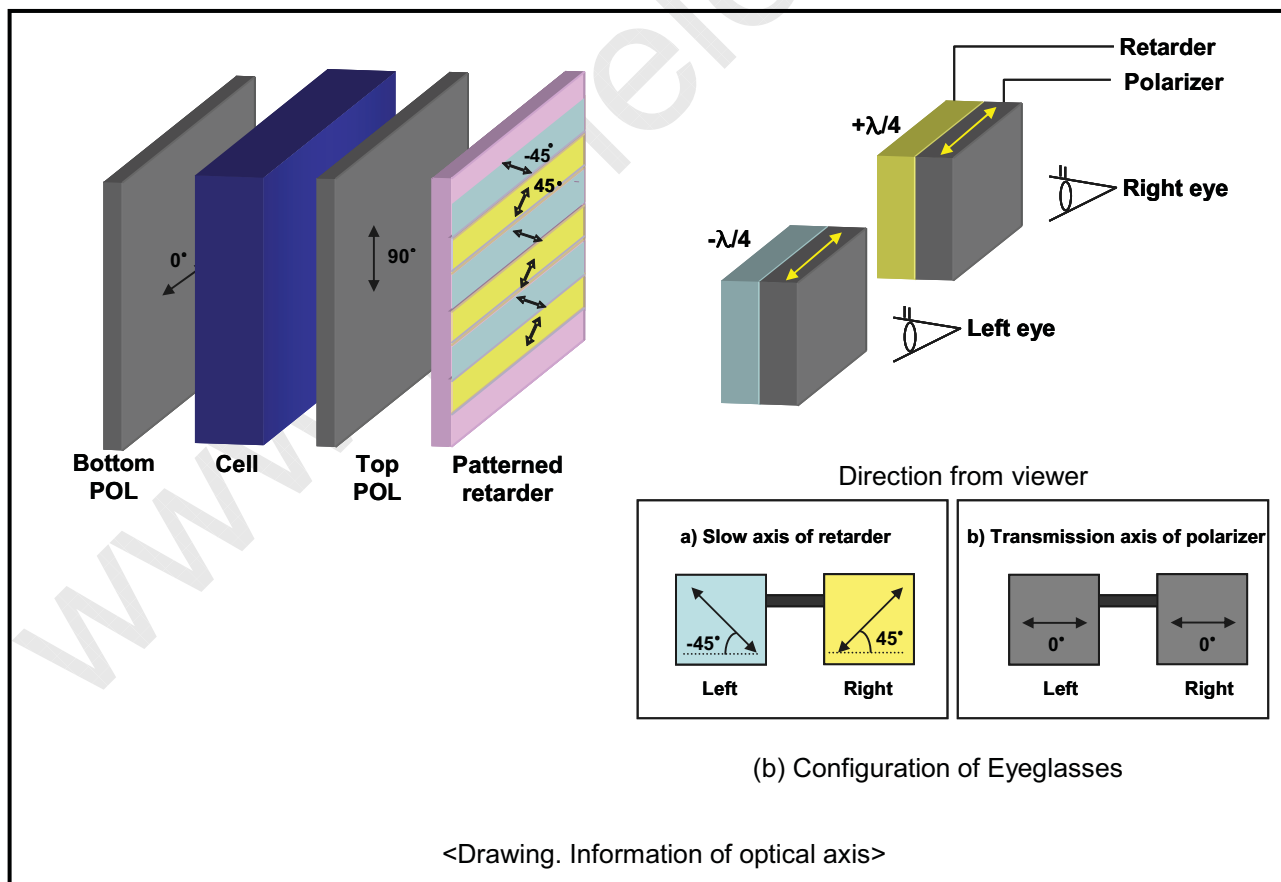 Retarder
Polarizer
+λ/4
Right eye
-λ/4
Left eye
-45°
45°
0°
90°
Bottom
POL
Cell
Top
POL
Patterned
retarder
Direction from viewer
a) Slow axis of retarder
-45°
45°
Left
Right
b) Transmission axis of polarizer
0°
0°
Left
Right
(b) Configuration of Eyeglasses
<Drawing. Information of optical axis>